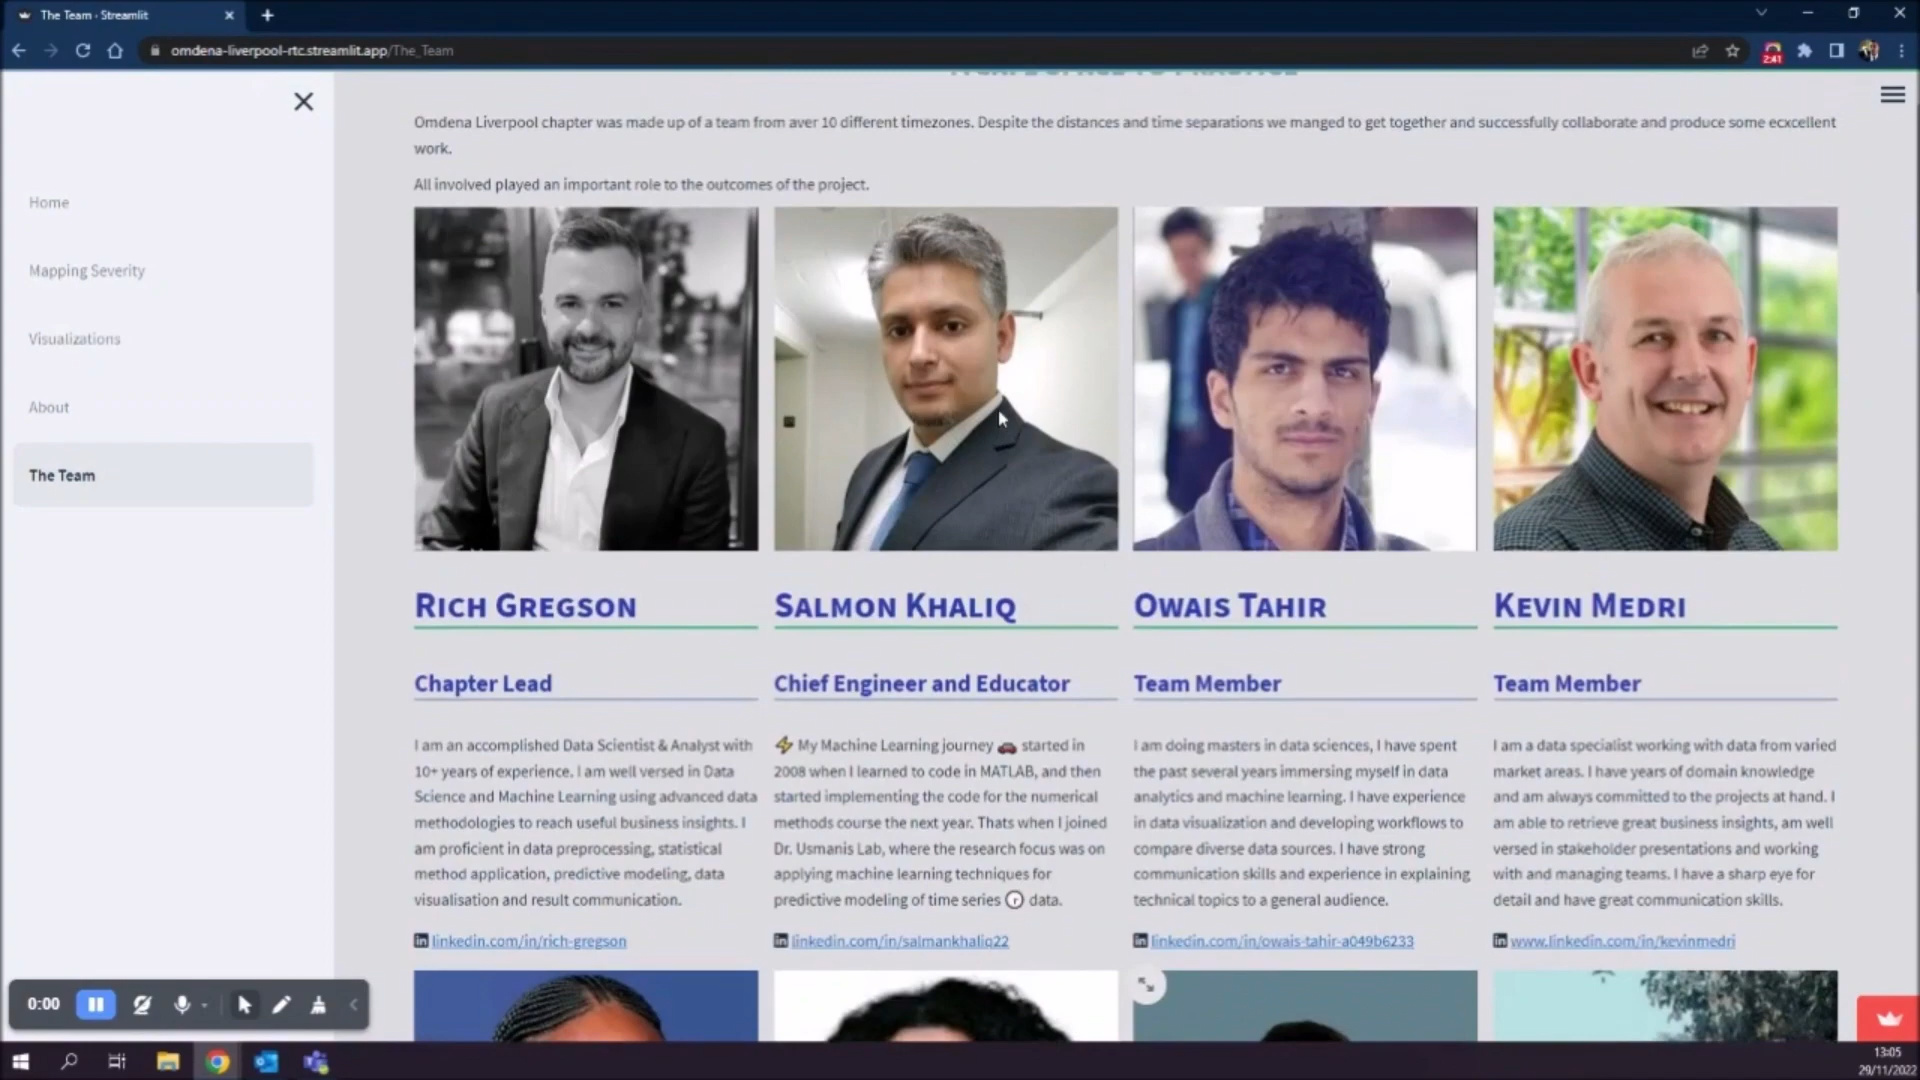 The Team · Streamlit
omdena-liverpool-rtc.streamlit.app/The_Team
2:41
Omdena Liverpool chapter was made up of a team from aver 10 different timezones. Despite the distances and time separations we manged to get together and successfully collaborate and produce some ecxcellent
work.
All involved played an important role to the outcomes of the project.
Home
Mapping Severity
Visualizations
About
The Team
RICH GREGSON
Chapter Lead
I am an accomplished Data Scientist & Analyst with
10+ years of experience. I am well versed in Data
Science and Machine Learning using advanced data
methodologies to reach useful business insights. I
am proficient in data preprocessing, statistical
method application, predictive modeling, data
visualisation and result communication.
linkedin.com/in/rich-gregson
SALMON KHALIQ
Chief Engineer and Educator
⚡ My Machine Learning journey 🚗 started in
2008 when I learned to code in MATLAB, and then
started implementing the code for the numerical
methods course the next year. Thats when I joined
Dr. Usmanis Lab, where the research focus was on
applying machine learning techniques for
predictive modeling of time series 🕝 data.
linkedin.com/in/salmankhaliq22
OWAIS TAHIR
Team Member
I am doing masters in data sciences, I have spent
the past several years immersing myself in data
analytics and machine learning. I have experience
in data visualization and developing workflows to
compare diverse data sources. I have strong
communication skills and experience in explaining
technical topics to a general audience.
linkedin.com/in/owais-tahir-a049b6233
KEVIN MEDRI
Team Member
I am a data specialist working with data from varied
market areas. I have years of domain knowledge
and am always committed to the projects at hand. I
am able to retrieve great business insights, am well
versed in stakeholder presentations and working
with and managing teams. I have a sharp eye for
detail and have great communication skills.
www.linkedin.com/in/kevinmedri
0:00
13:05
29/11/2022